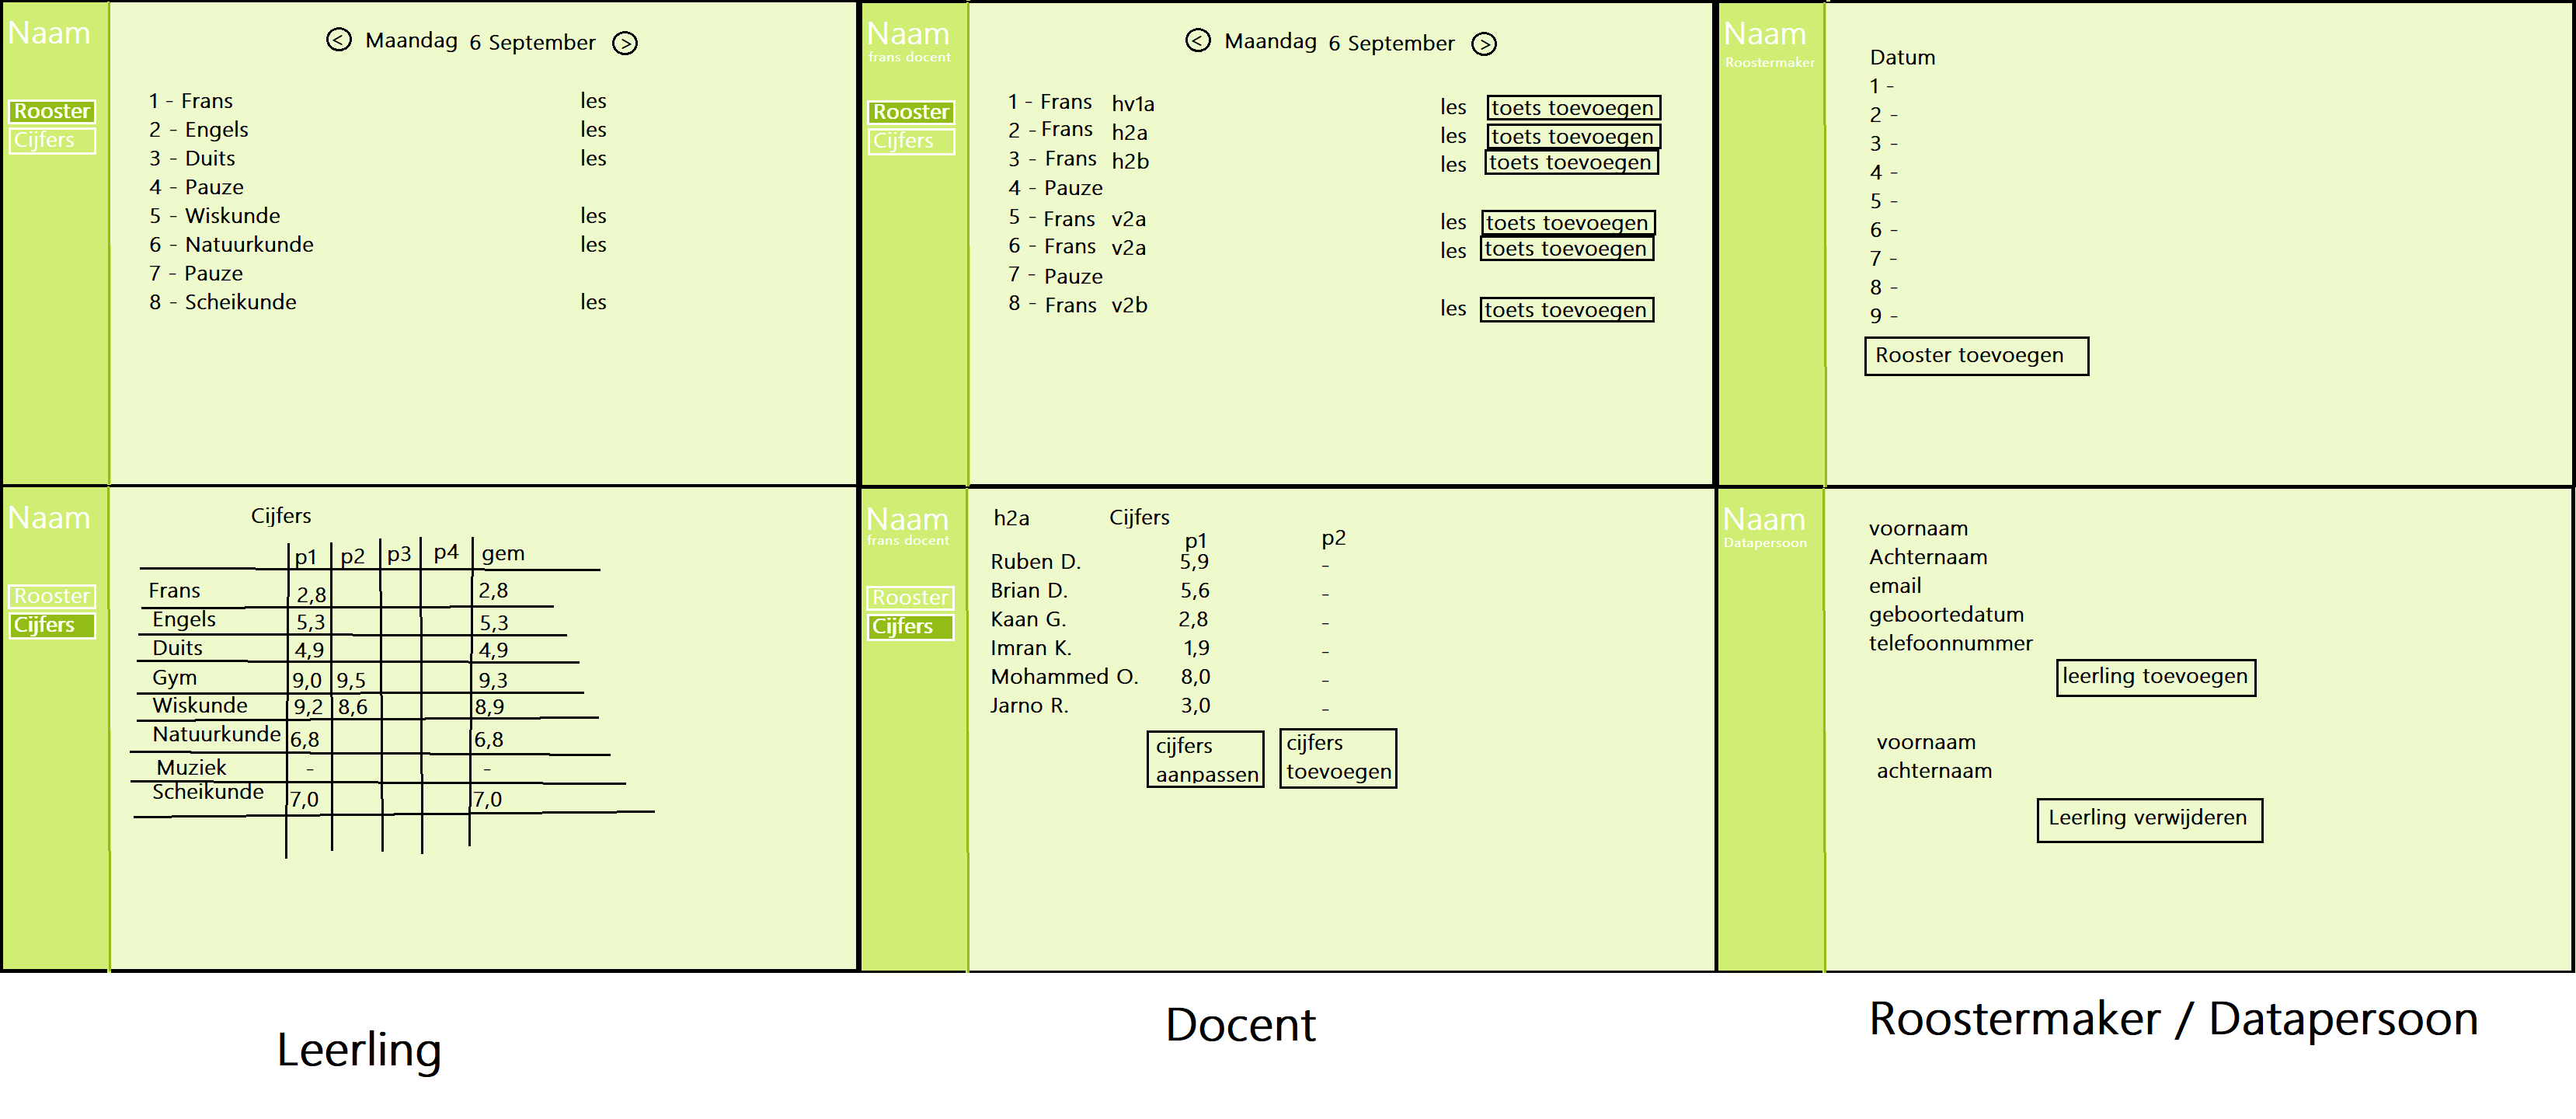 Naam
Rooster
Cijfers
< Maandag 6 September >
1 - Frans les
2 - Engels les
3 - Duits les
4 - Pauze
5 - Wiskunde les
6 - Natuurkunde les
7 - Pauze
8 - Scheikunde les
Naam
frans docent
Rooster
Cijfers
< Maandag 6 September >
1 - Frans hv1a les toets toevoegen
2 - Frans h2a les toets toevoegen
3 - Frans h2b les toets toevoegen
4 - Pauze
5 - Frans v2a les toets toevoegen
6 - Frans v2a les toets toevoegen
7 - Pauze
8 - Frans v2b les toets toevoegen
Naam
Roostermaker
Datum
1 -
2 -
3 -
4 -
5 -
6 -
7 -
8 -
9 -
Rooster toevoegen
Naam
Rooster
Cijfers
Cijfers
p1 p2 p3 p4 gem
Frans 2,8 2,8
Engels 5,3 5,3
Duits 4,9 4,9
Gym 9,0 9,5 9,3
Wiskunde 9,2 8,6 8,9
Natuurkunde 6,8 6,8
Muziek - -
Scheikunde 7,0 7,0
Naam
frans docent
Rooster
Cijfers
h2a Cijfers
p1 p2
Ruben D. 5,9 -
Brian D. 5,6 -
Kaan G. 2,8 -
Imran K. 1,9 -
Mohammed O. 8,0 -
Jarno R. 3,0 -
cijfers
aanpassen
cijfers
toevoegen
Naam
Datapersoon
voornaam
Achternaam
email
geboortedatum
telefoonnummer
leerling toevoegen
voornaam
achternaam
Leerling verwijderen
Leerling
Docent
Roostermaker / Datapersoon